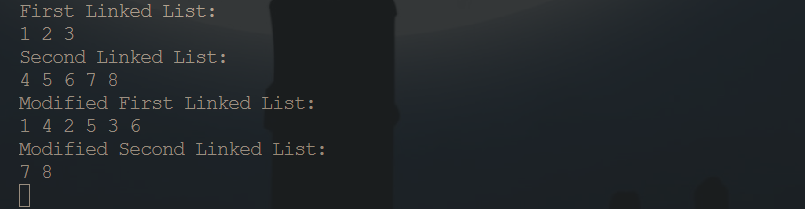 First Linked List:
1 2 3
Second Linked List:
4 5 6 7 8
Modified First Linked List:
1 4 2 5 3 6
Modified Second Linked List:
7 8